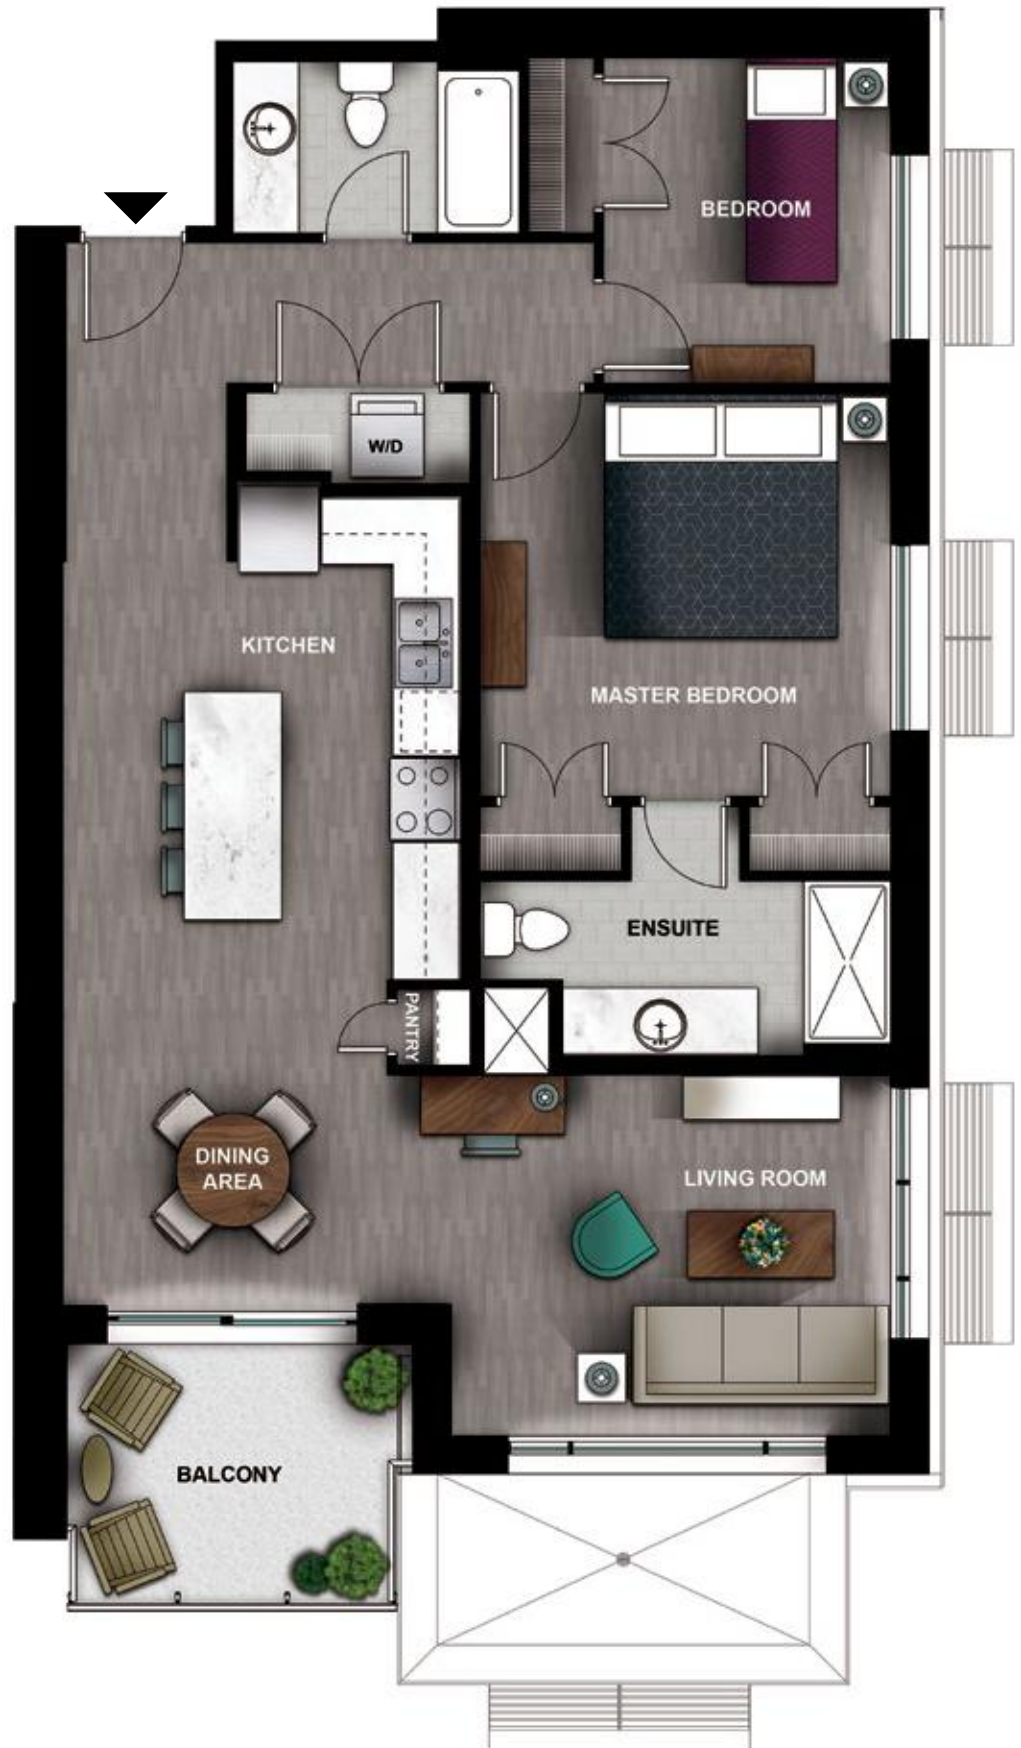 BEDROOM
W/D
KITCHEN
MASTER BEDROOM
ENSUITE
PANTRY
DINING
AREA
LIVING ROOM
BALCONY